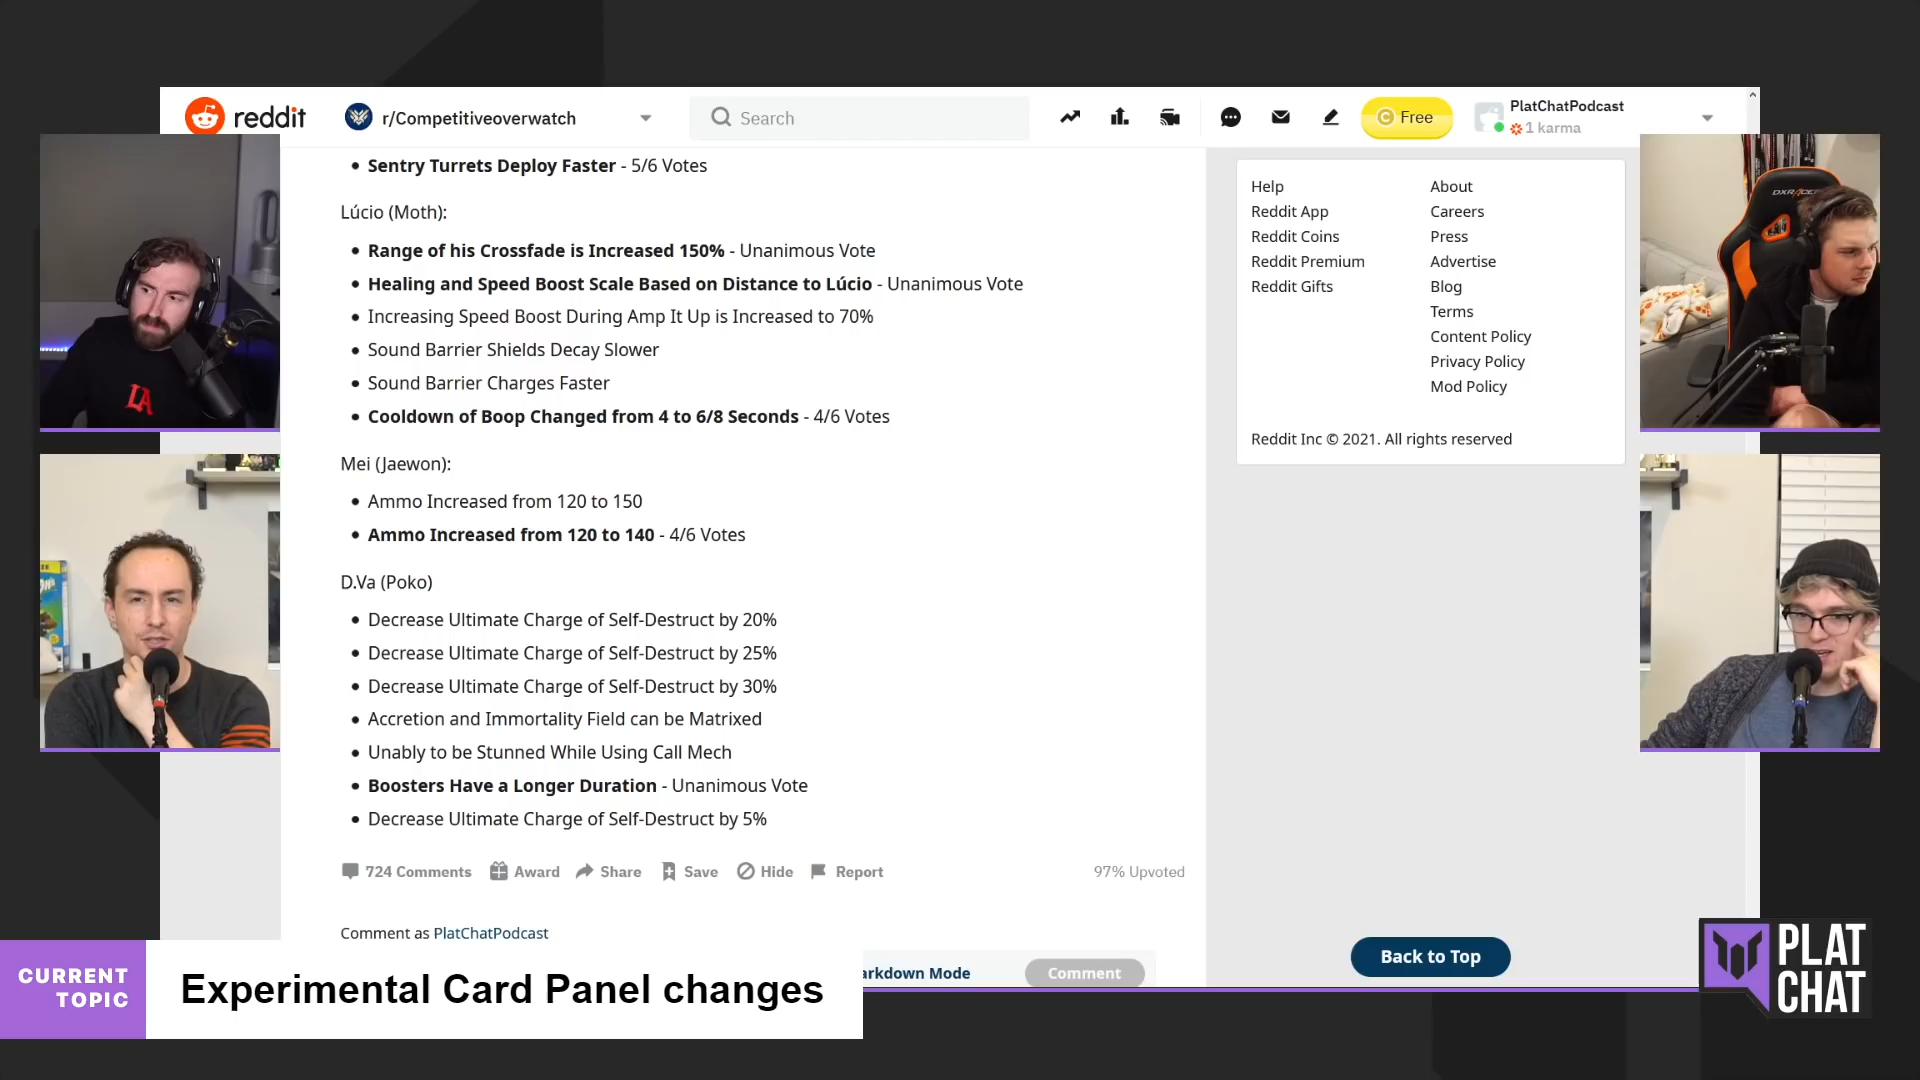 reddit
r/Competitiveoverwatch
Search
Free
PlatChatPodcast
1 karma
Sentry Turrets Deploy Faster - 5/6 Votes
Lúcio (Moth):
Range of his Crossfade is Increased 150% - Unanimous Vote
Healing and Speed Boost Scale Based on Distance to Lúcio - Unanimous Vote
Increasing Speed Boost During Amp It Up is Increased to 70%
Sound Barrier Shields Decay Slower
Sound Barrier Charges Faster
Cooldown of Boop Changed from 4 to 6/8 Seconds - 4/6 Votes
Mei (Jaewon):
Ammo Increased from 120 to 150
Ammo Increased from 120 to 140 - 4/6 Votes
D.Va (Poko)
Decrease Ultimate Charge of Self-Destruct by 20%
Decrease Ultimate Charge of Self-Destruct by 25%
Decrease Ultimate Charge of Self-Destruct by 30%
Accretion and Immortality Field can be Matrixed
Unably to be Stunned While Using Call Mech
Boosters Have a Longer Duration - Unanimous Vote
Decrease Ultimate Charge of Self-Destruct by 5%
724 Comments Award Share Save Hide Report 97% Upvoted
Comment as PlatChatPodcast
arkdown Mode
Comment
Help
Reddit App
Reddit Coins
Reddit Premium
Reddit Gifts
About
Careers
Press
Advertise
Blog
Terms
Content Policy
Privacy Policy
Mod Policy
Reddit Inc © 2021. All rights reserved
Back to Top
LA
DXRACER
CURRENT
TOPIC
Experimental Card Panel changes
PLAT
CHAT